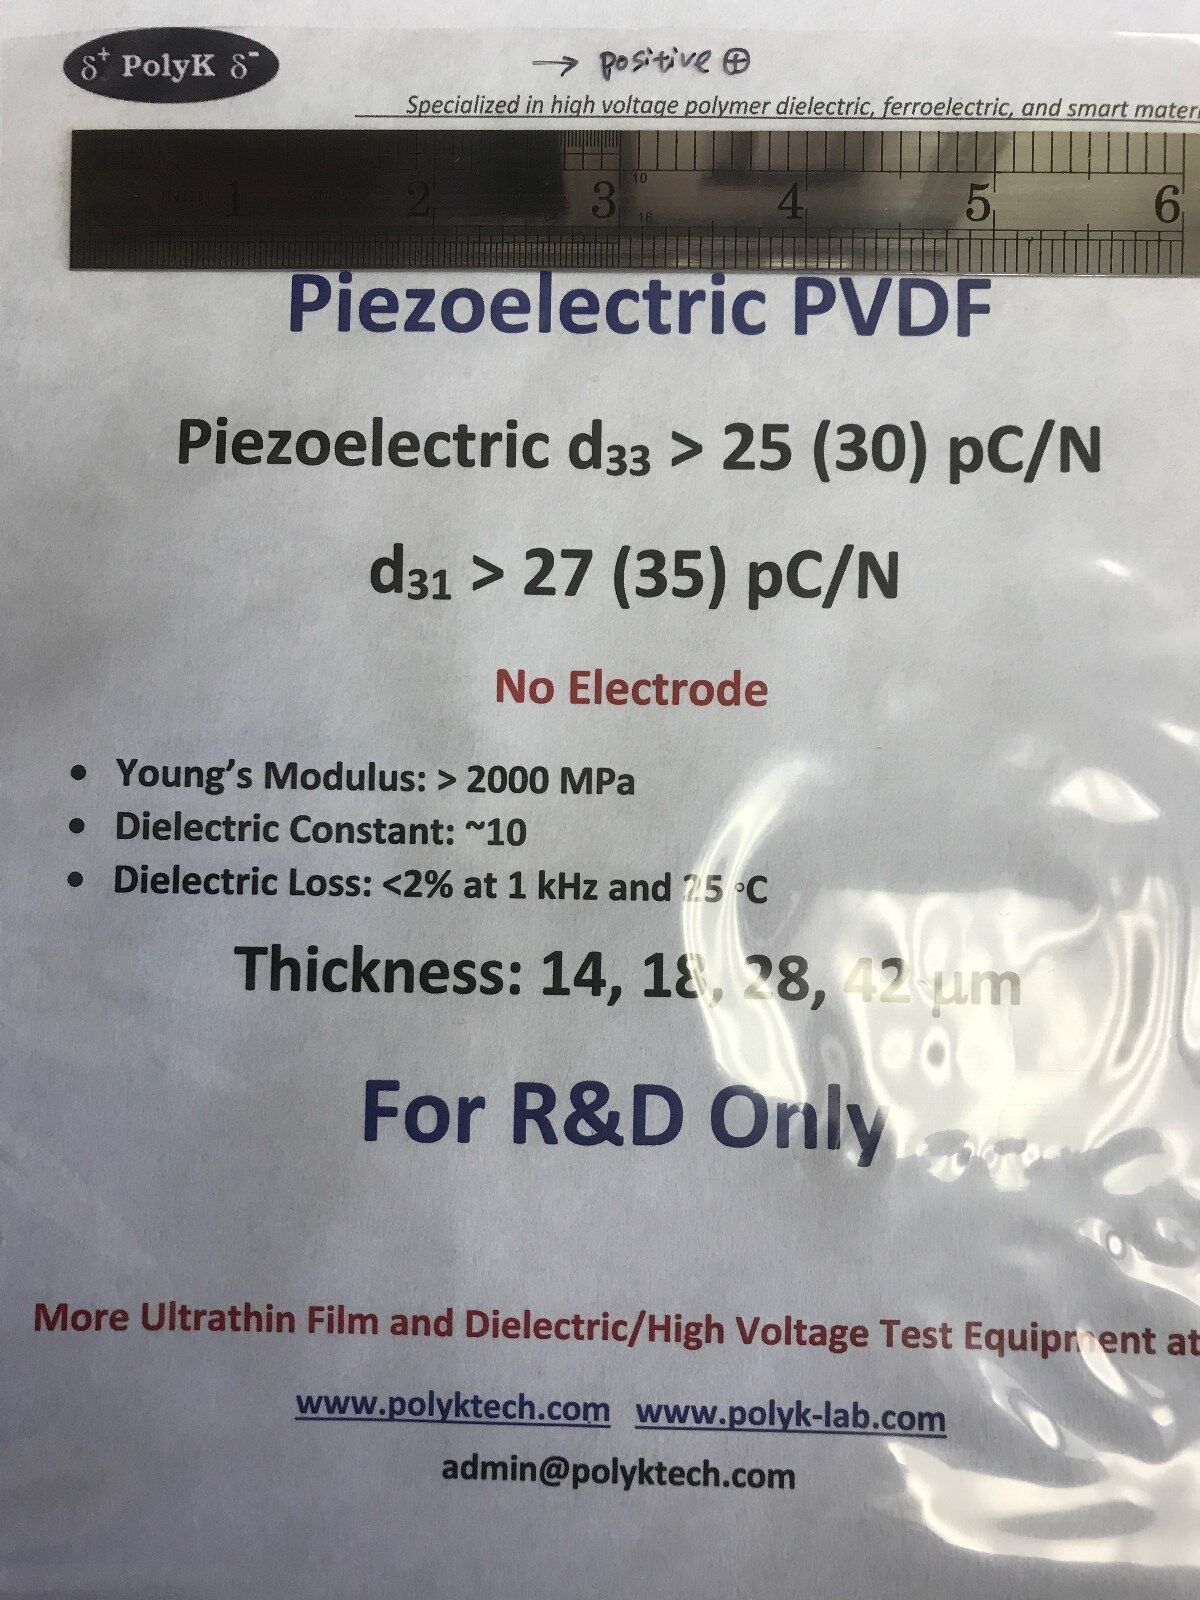 δ⁺ PolyK δ⁻
→ positive ⊕
Specialized in high voltage polymer dielectric, ferroelectric, and smart
1 2 3 4 5 6
10
16
Piezoelectric PVDF
Piezoelectric d₃₃ > 25 (30) pC/N
d₃₁ > 27 (35) pC/N
No Electrode
• Young's Modulus: > 2000 MPa
• Dielectric Constant: ~10
• Dielectric Loss: <2% at 1 kHz and 25 °C
Thickness: 14, 18, 28, 42 μm
For R&D Only
More Ultrathin Film and Dielectric/High Voltage Test Equipment at
www.polyktech.com www.polyk-lab.com
admin@polyktech.com